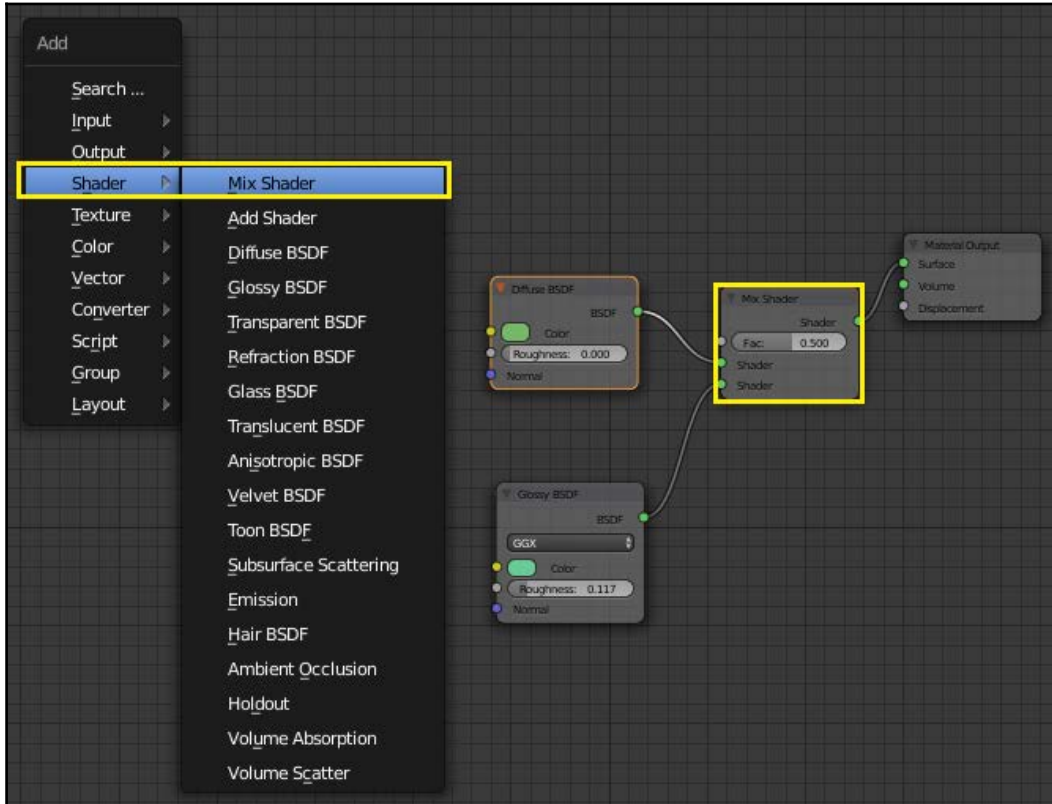 Add
Search ...
Input
Output
Shader
Texture
Color
Vector
Converter
Script
Group
Layout
Mix Shader
Add Shader
Diffuse BSDF
Glossy BSDF
Transparent BSDF
Refraction BSDF
Glass BSDF
Translucent BSDF
Anisotropic BSDF
Velvet BSDF
Toon BSDF
Subsurface Scattering
Emission
Hair BSDF
Ambient Occlusion
Holdout
Volume Absorption
Volume Scatter
Diffuse BSDF
BSDF
Color
Roughness: 0.000
Normal
Glossy BSDF
BSDF
GGX
Color
Roughness: 0.117
Normal
Mix Shader
Shader
Fac: 0.500
Shader
Shader
Material Output
Surface
Volume
Displacement